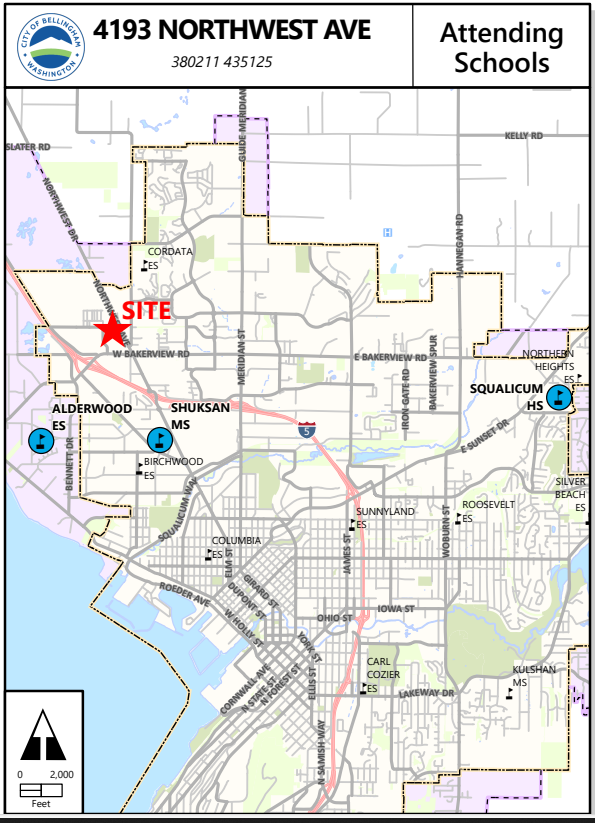 CITY OF BELLINGHAM
WASHINGTON
4193 NORTHWEST AVE
380211 435125
Attending
Schools
SLATER RD
GUIDE MERIDIAN
KELLY RD
NORTHWEST DR
HANNEGAN RD
CORDATA
ES
SITE
W BAKERVIEW RD
MERIDIAN ST
E BAKERVIEW RD
IRON GATE RD
BAKERVIEW SPUR
NORTHERN
HEIGHTS
ES
SQUALICUM
HS
ALDERWOOD
ES
SHUKSAN
MS
5
E SUNSET DR
BENNETT DR
BIRCHWOOD
ES
SQUALICUM WAY
SILVER
BEACH
ES
SUNNYLAND
ES
ROOSEVELT
ES
WOBURN ST
COLUMBIA
ES
ELM ST
JAMES ST
GIRARD ST
DUPONT ST
ROEDER AVE
W HOLLY ST
IOWA ST
OHIO ST
YORK ST
CORNWALL AVE
N STATE ST
N FOREST ST
ELLIS ST
CARL
COZIER
ES
LAKEWAY DR
KULSHAN
MS
N SAMISH WAY
0 2,000
Feet